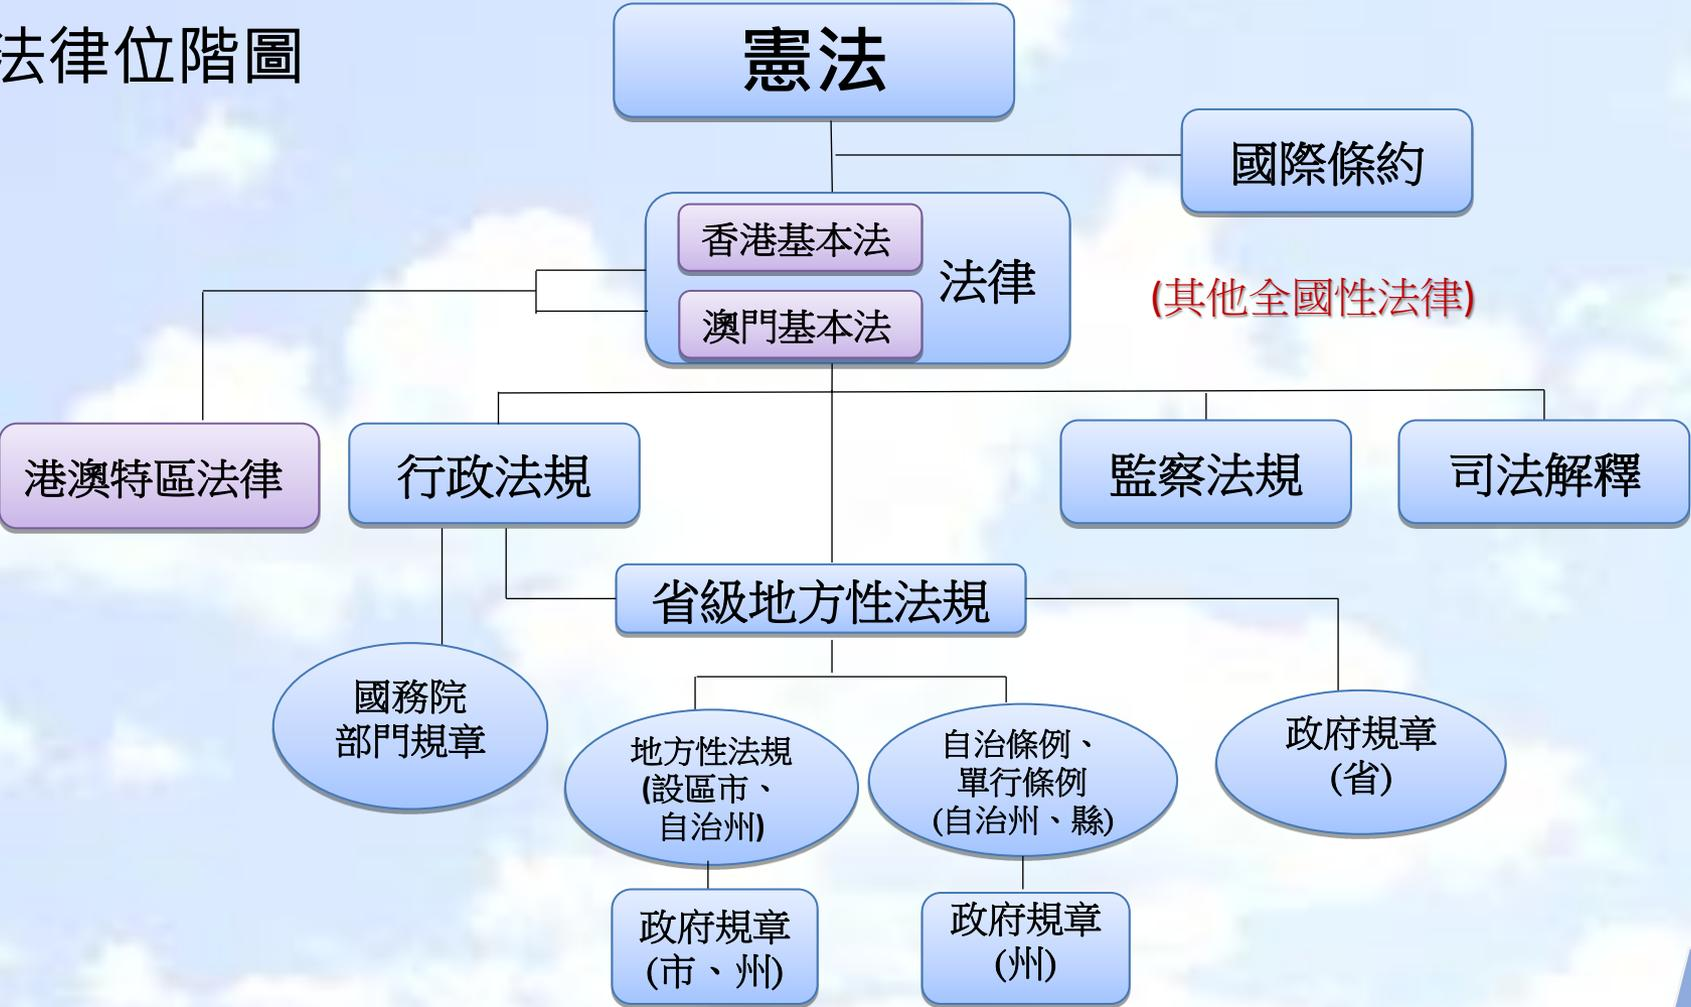 法律位階圖
憲法
國際條約
香港基本法
法律
澳門基本法
(其他全國性法律)
港澳特區法律
行政法規
監察法規
司法解釋
省級地方性法規
國務院
部門規章
地方性法規
(設區市、
自治州)
自治條例、
單行條例
(自治州、縣)
政府規章
(省)
政府規章
(市、州)
政府規章
(州)